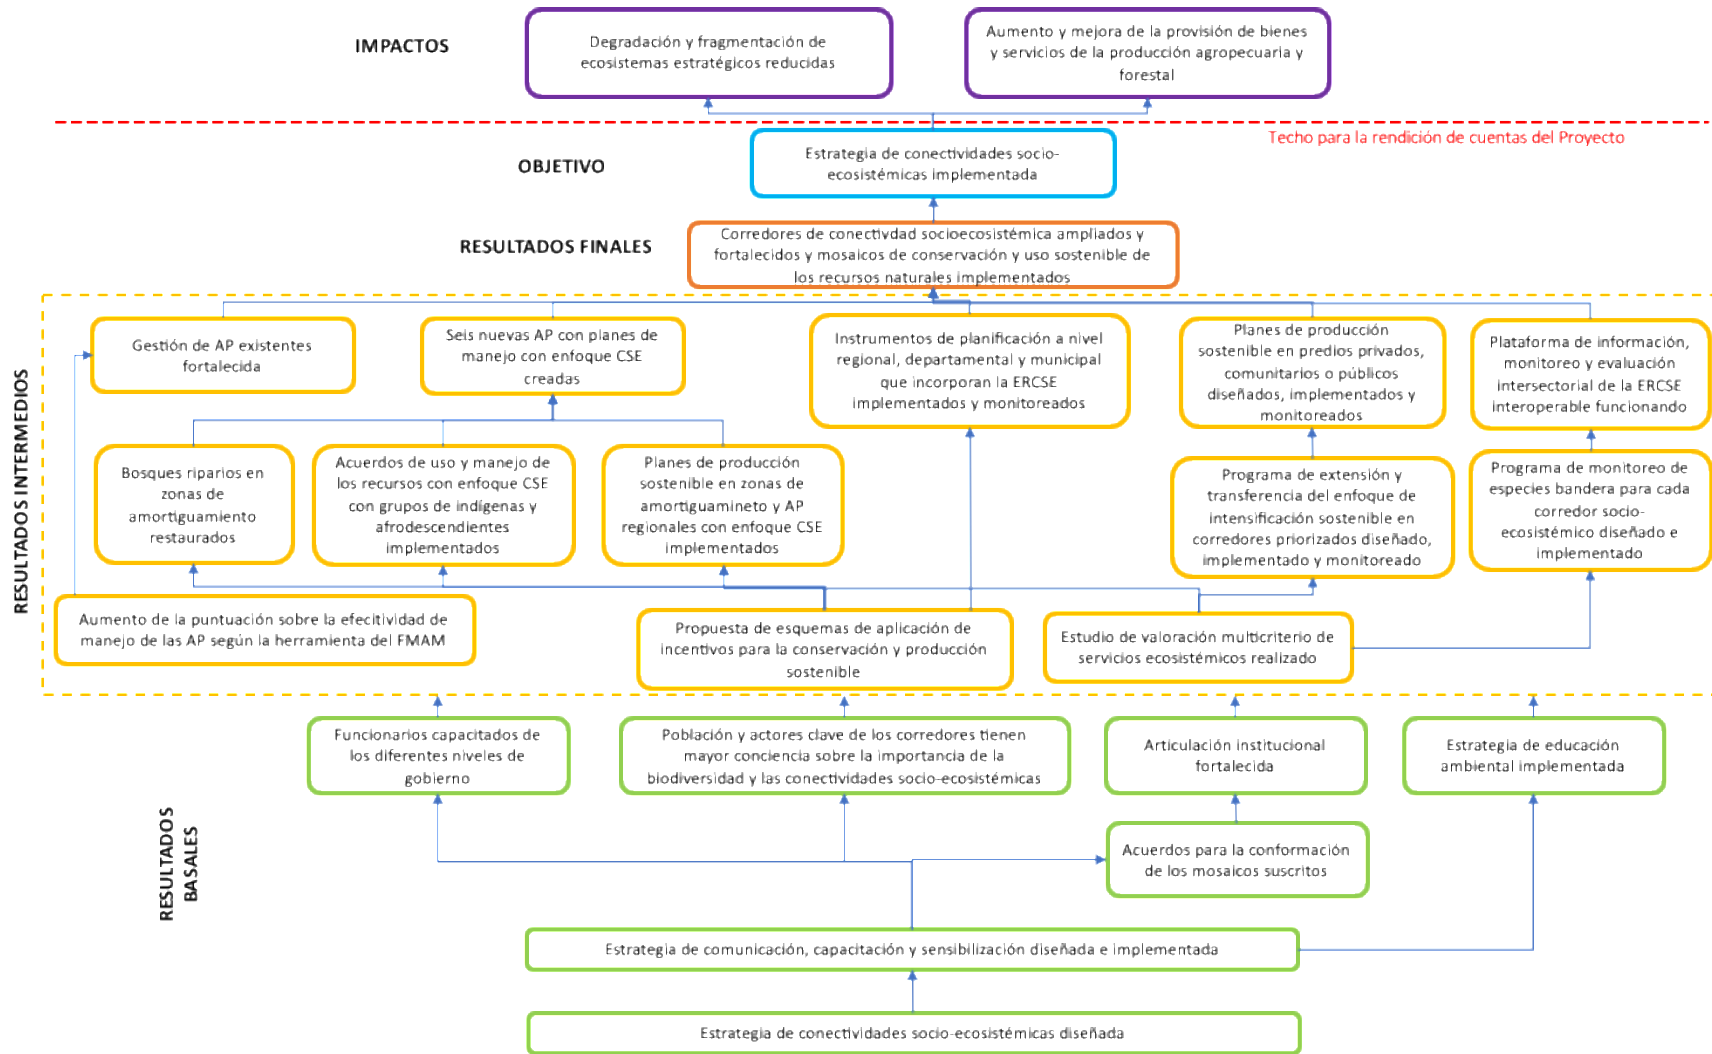 IMPACTOS
Degradación y fragmentación de
ecosistemas estratégicos reducidas
Aumento y mejora de la provisión de bienes
y servicios de la producción agropecuaria y
forestal
Techo para la rendición de cuentas del Proyecto
OBJETIVO
Estrategia de conectividades socio-
ecosistémicas implementada
RESULTADOS FINALES
Corredores de conectivdad socioecosistémica ampliados y
fortalecidos y mosaicos de conservación y uso sostenible de
los recursos naturales implementados
RESULTADOS INTERMEDIOS
Gestión de AP existentes
fortalecida
Seis nuevas AP con planes de
manejo con enfoque CSE
creadas
Instrumentos de planificación a nivel
regional, departamental y municipal
que incorporan la ERCSE
implementados y monitoreados
Planes de producción
sostenible en predios privados,
comunitarios o públicos
diseñados, implementados y
monitoreados
Plataforma de información,
monitoreo y evaluación
intersectorial de la ERCSE
interoperable funcionando
Bosques riparios en
zonas de
amortiguamiento
restaurados
Acuerdos de uso y manejo de
los recursos con enfoque CSE
con grupos de indígenas y
afrodescendientes
implementados
Planes de producción
sostenible en zonas de
amortiguamineto y AP
regionales con enfoque CSE
implementados
Programa de extensión y
transferencia del enfoque de
intensificación sostenible en
corredores priorizados diseñado,
implementado y monitoreado
Programa de monitoreo de
especies bandera para cada
corredor socio-
ecosistémico diseñado e
implementado
Aumento de la puntuación sobre la efecitividad de
manejo de las AP según la herramienta del FMAM
Propuesta de esquemas de aplicación de
incentivos para la conservación y producción
sostenible
Estudio de valoración multicriterio de
servicios ecosistémicos realizado
RESULTADOS
BASALES
Funcionarios capacitados de
los diferentes niveles de
gobierno
Población y actores clave de los corredores tienen
mayor conciencia sobre la importancia de la
biodiversidad y las conectividades socio-ecosistémicas
Articulación institucional
fortalecida
Estrategia de educación
ambiental implementada
Acuerdos para la conformación
de los mosaicos suscritos
Estrategia de comunicación, capacitación y sensibilización diseñada e implementada
Estrategia de conectividades socio-ecosistémicas diseñada